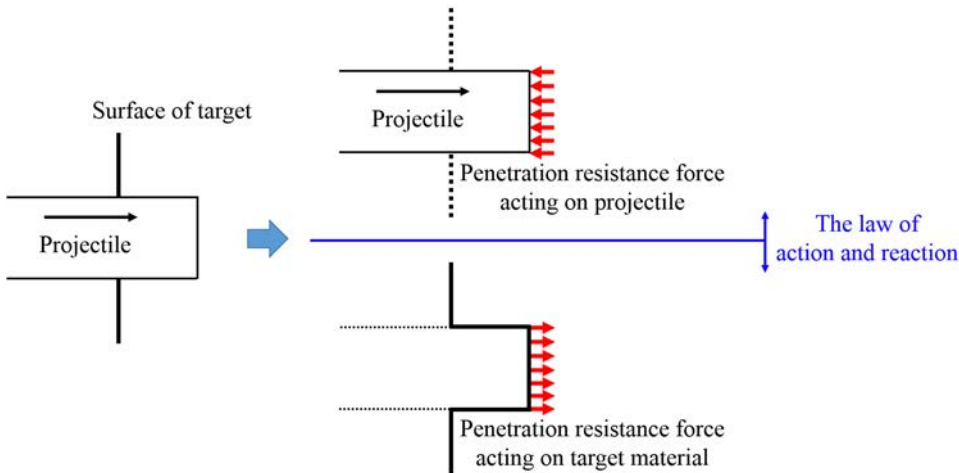 Surface of target
Projectile
Projectile
Penetration resistance force
acting on projectile
The law of
action and reaction
Penetration resistance force
acting on target material